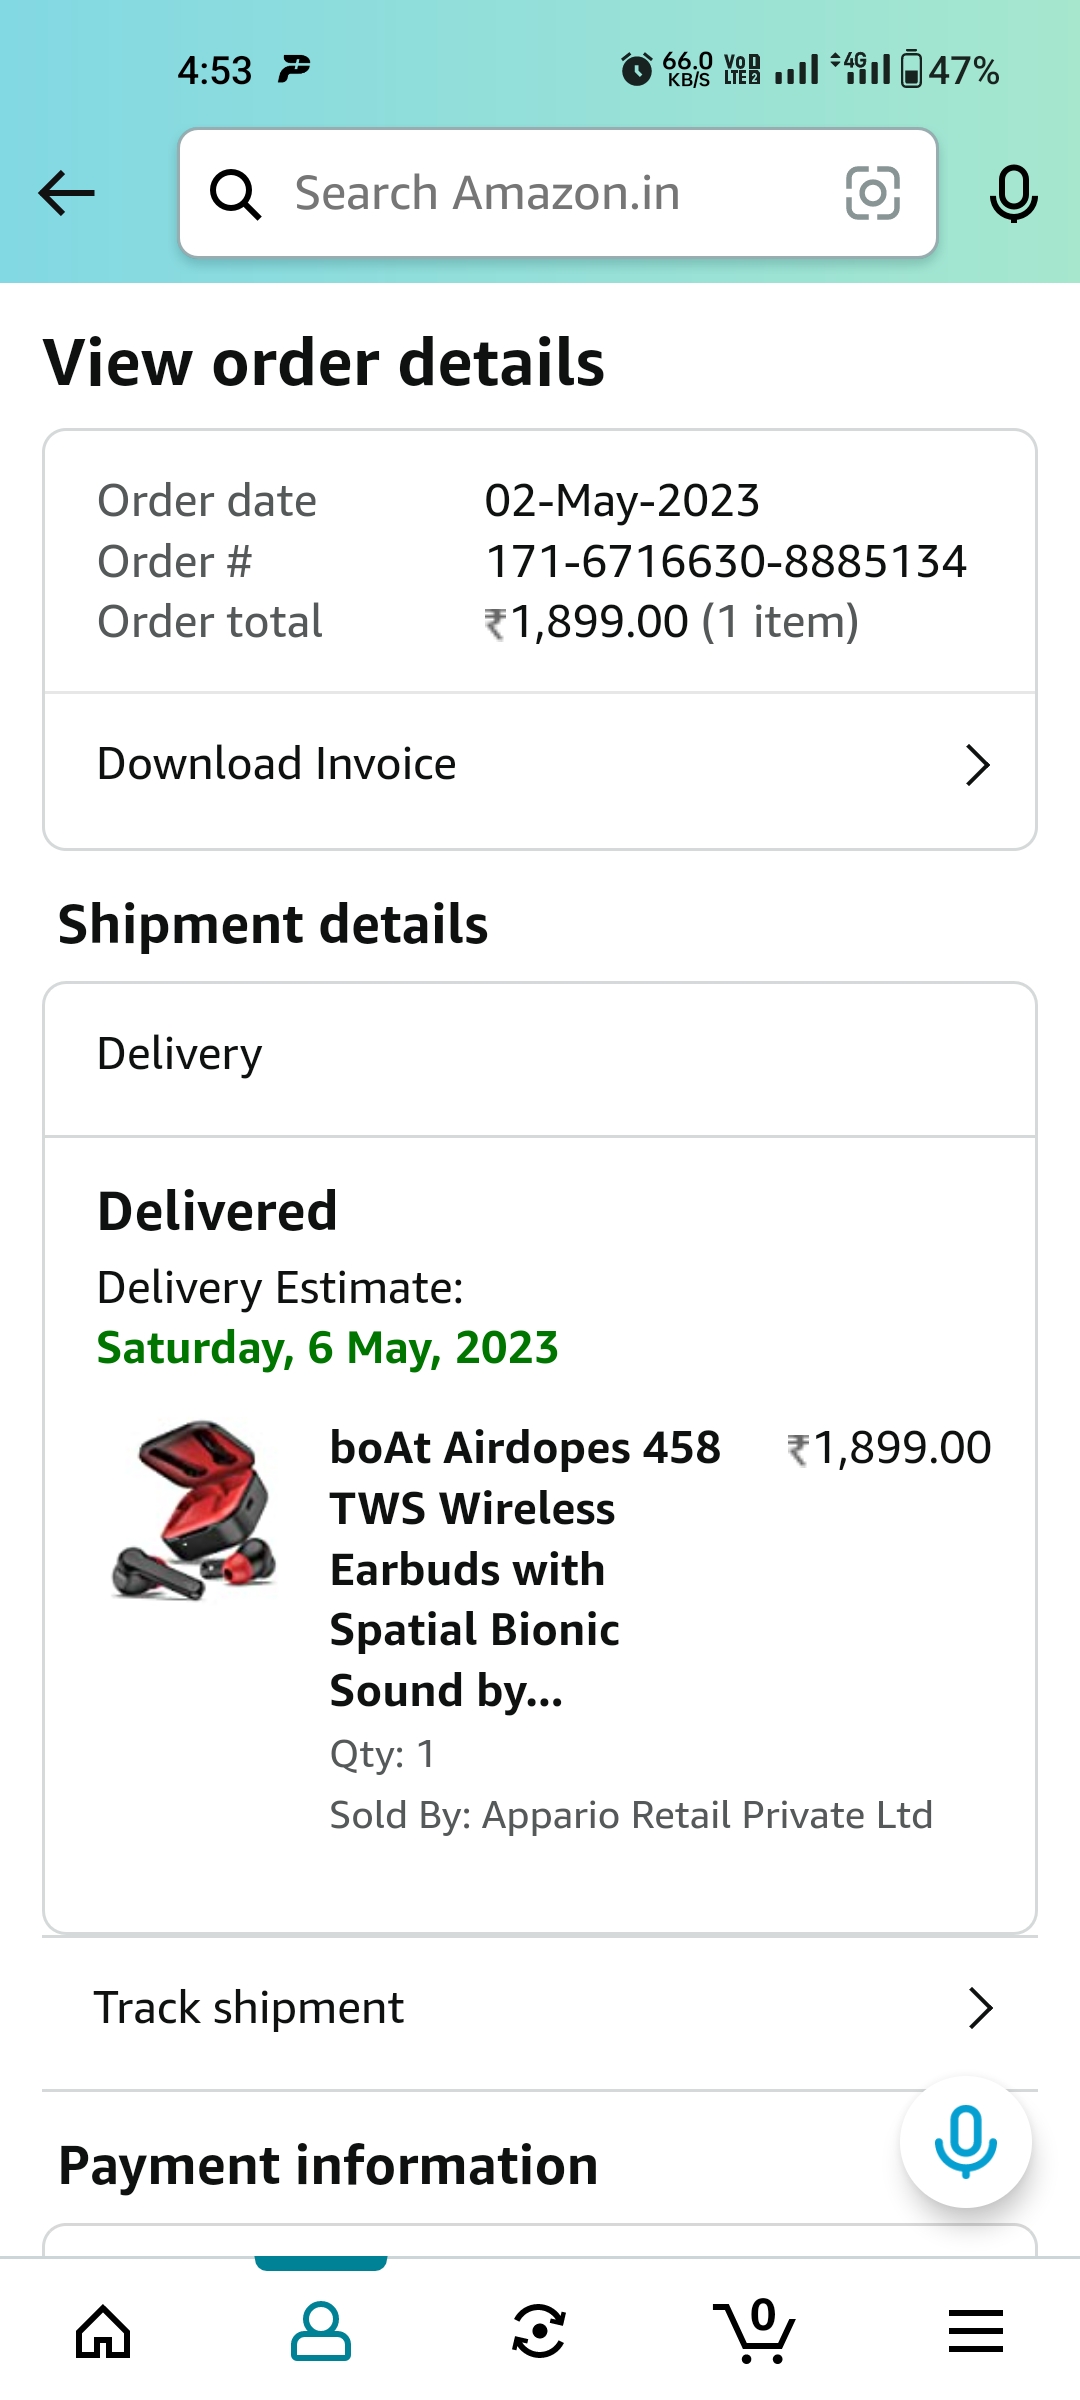 4:53 66.0 KB/S VoD LTE2 4G 47%
Search Amazon.in
View order details
Order date 02-May-2023
Order # 171-6716630-8885134
Order total ₹1,899.00 (1 item)
Download Invoice
Shipment details
Delivery
Delivered
Delivery Estimate:
Saturday, 6 May, 2023
boAt Airdopes 458 ₹1,899.00
TWS Wireless
Earbuds with
Spatial Bionic
Sound by...
Qty: 1
Sold By: Appario Retail Private Ltd
Track shipment
Payment information
0